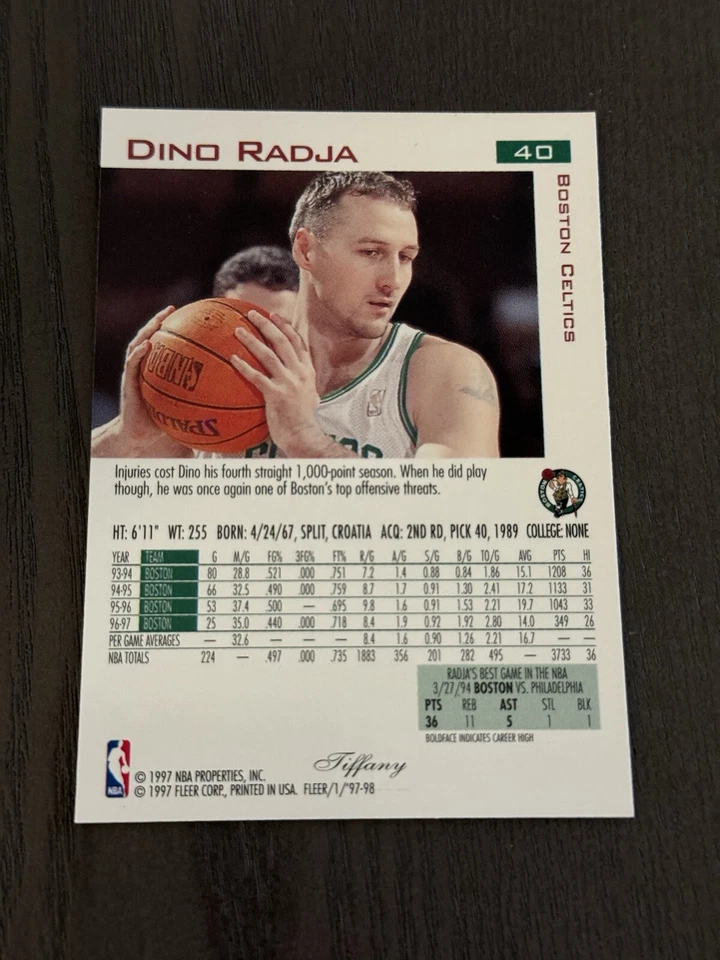 DINO RADJA
40
BOSTON CELTICS
NBA
SPALDING
CELTICS
Injuries cost Dino his fourth straight 1,000-point season. When he did play
though, he was once again one of Boston's top offensive threats.
BOSTON CELTICS
HT: 6'11" WT: 255 BORN: 4/24/67, SPLIT, CROATIA ACQ: 2ND RD, PICK 40, 1989 COLLEGE: NONE
YEAR TEAM G M/G FG% 3FG% FT% R/G A/G S/G B/G TO/G AVG PTS HI
93-94 BOSTON 80 28.8 .521 .000 .751 7.2 1.4 0.88 0.84 1.86 15.1 1208 36
94-95 BOSTON 66 32.5 .490 .000 .759 8.7 1.7 0.91 1.30 2.41 17.2 1133 31
95-96 BOSTON 53 37.4 .500 — .695 9.8 1.6 0.91 1.53 2.21 19.7 1043 33
96-97 BOSTON 25 35.0 .440 .000 .718 8.4 1.9 0.92 1.92 2.80 14.0 349 26
PER GAME AVERAGES — 32.6 8.4 1.6 0.90 1.26 2.21 16.7 — —
NBA TOTALS 224 — .497 .000 .735 1883 356 201 282 495 — 3733 36
RADJA'S BEST GAME IN THE NBA
3/27/94 BOSTON VS. PHILADELPHIA
PTS REB AST STL BLK
36 11 5 1 1
BOLDFACE INDICATES CAREER HIGH
Tiffany
NBA
© 1997 NBA PROPERTIES, INC.
© 1997 FLEER CORP., PRINTED IN USA. FLEER/1/'97-98